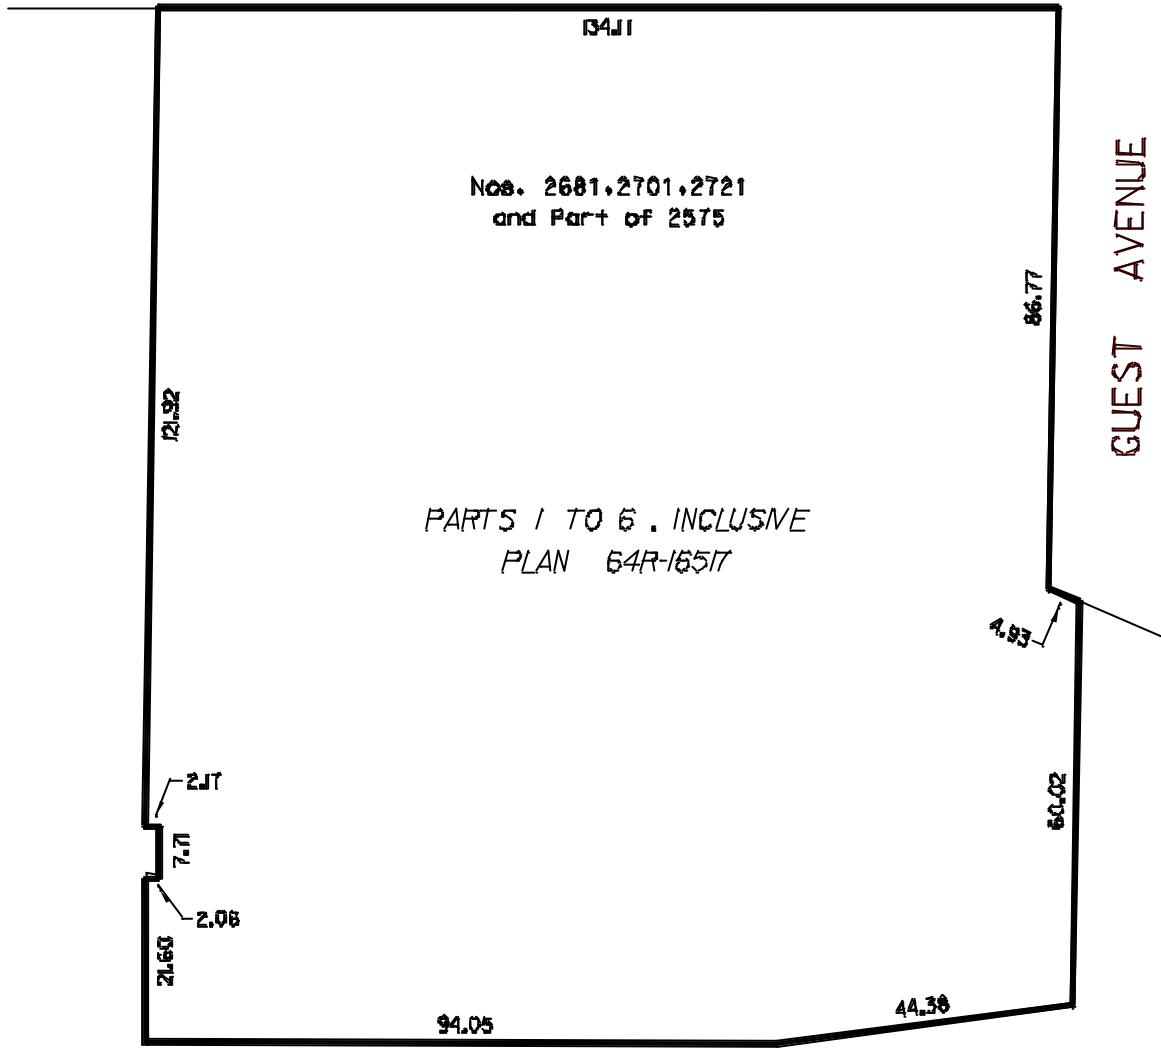 134.11
Nos. 2681,2701,2721
and Part of 2575
GUEST AVENUE
86.77
121.92
PARTS 1 TO 6 , INCLUSIVE
PLAN 64R-16517
4.93
2.17
60.02
7.71
2.06
21.60
44.38
94.05